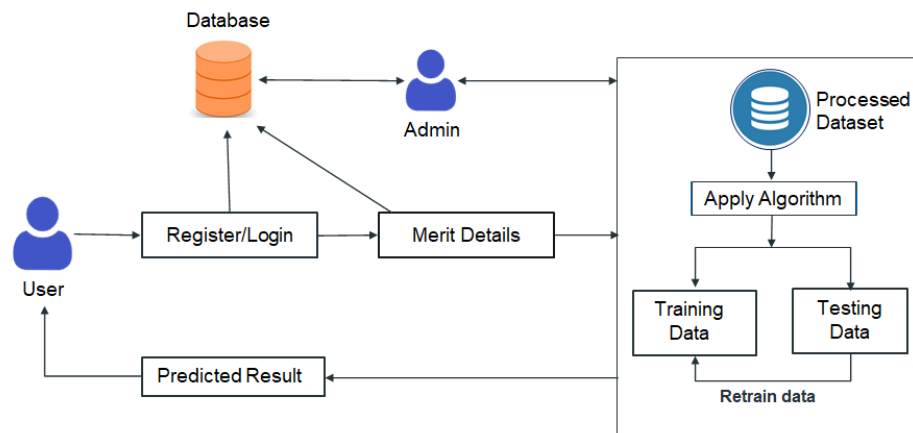 Database
Admin
Processed
Dataset
Apply Algorithm
User
Register/Login
Merit Details
Training
Data
Testing
Data
Retrain data
Predicted Result